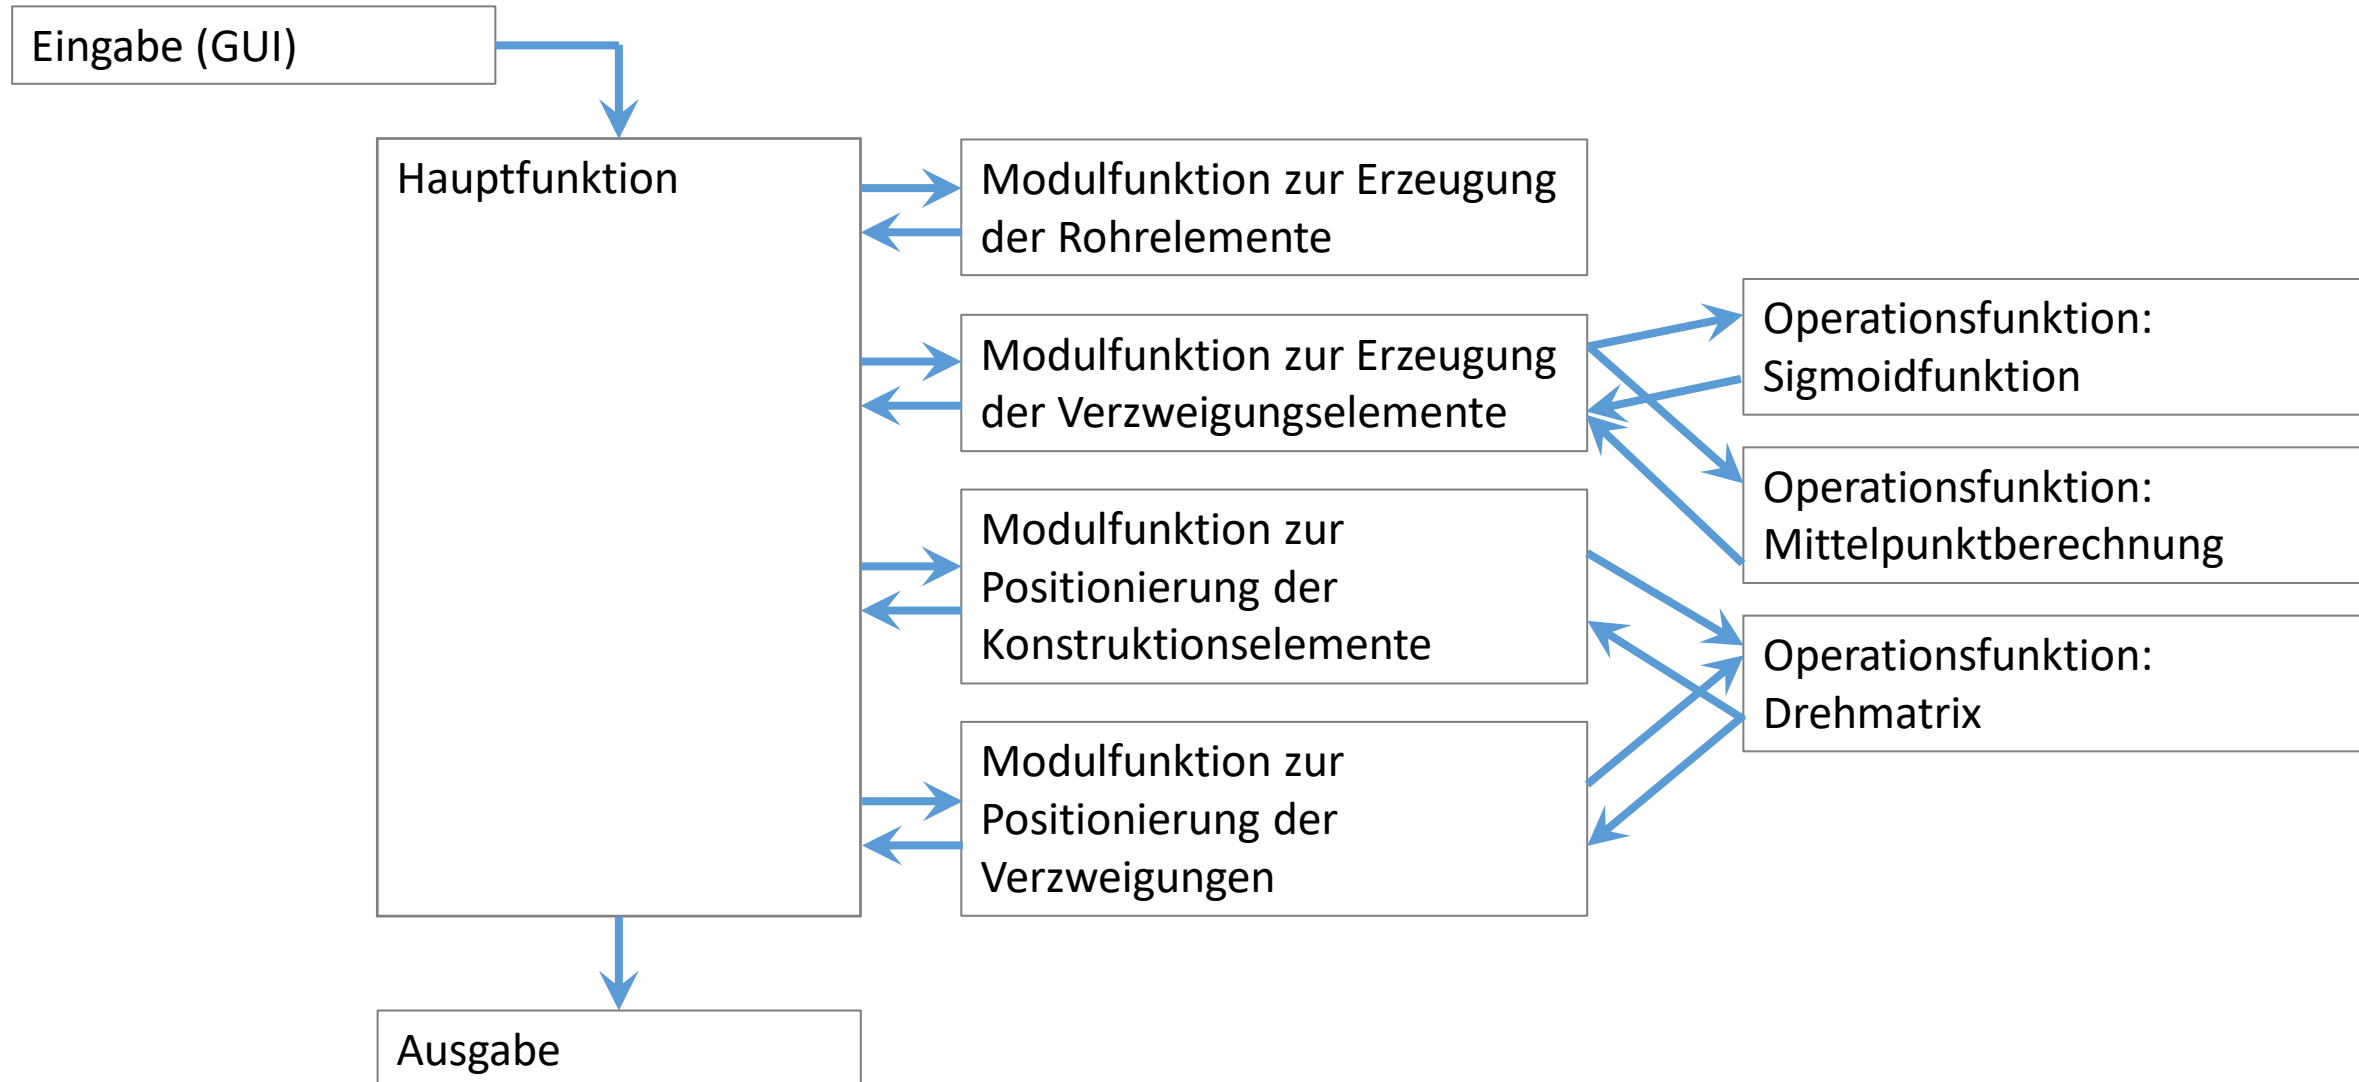 Eingabe (GUI)
Hauptfunktion
Modulfunktion zur Erzeugung
der Rohrelemente
Modulfunktion zur Erzeugung
der Verzweigungselemente
Modulfunktion zur
Positionierung der
Konstruktionselemente
Modulfunktion zur
Positionierung der
Verzweigungen
Operationsfunktion:
Sigmoidfunktion
Operationsfunktion:
Mittelpunktberechnung
Operationsfunktion:
Drehmatrix
Ausgabe